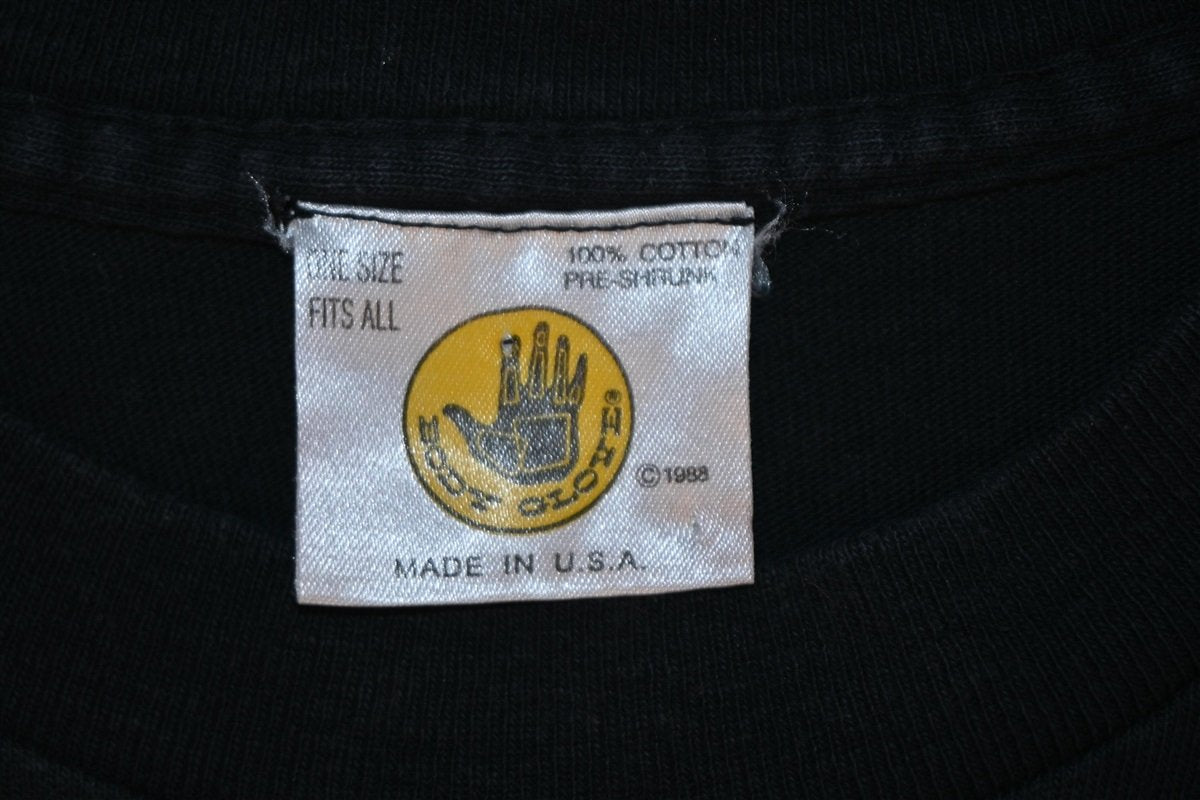 ONE SIZE
FITS ALL
100% COTTON
PRE-SHRUNK
BODY GLOVE®
© 1988
MADE IN U.S.A.